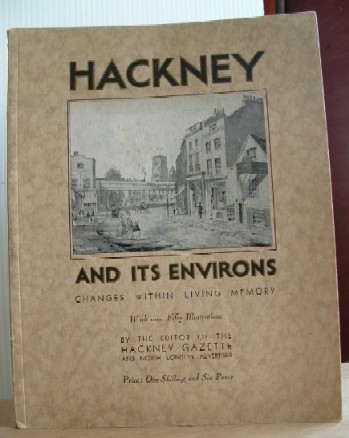 HACKNEY
AND ITS ENVIRONS
CHANGES WITHIN LIVING MEMORY
With over Fifty Illustrations
BY THE EDITOR OF THE
HACKNEY GAZETTE
AND NORTH LONDON ADVERTISER
Price: One Shilling and Six Pence